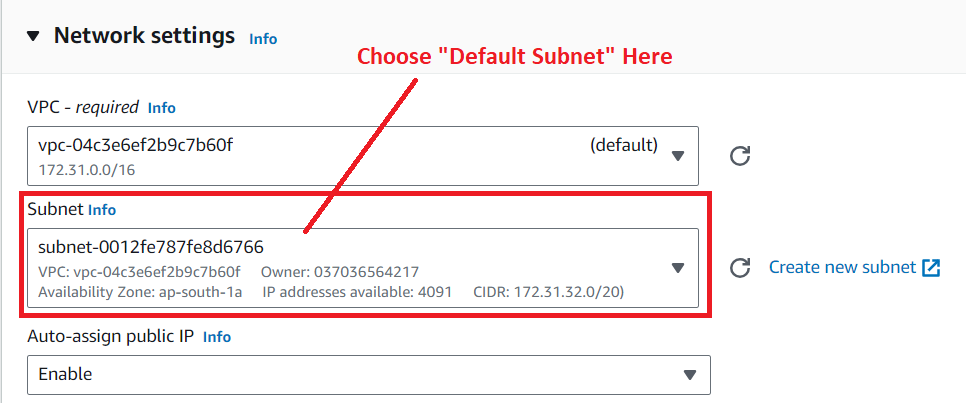 Network settings Info
Choose "Default Subnet" Here
VPC - required Info
vpc-04c3e6ef2b9c7b60f (default)
172.31.0.0/16
Subnet Info
subnet-0012fe787fe8d6766
VPC: vpc-04c3e6ef2b9c7b60f Owner: 037036564217
Availability Zone: ap-south-1a IP addresses available: 4091 CIDR: 172.31.32.0/20)
Create new subnet
Auto-assign public IP Info
Enable